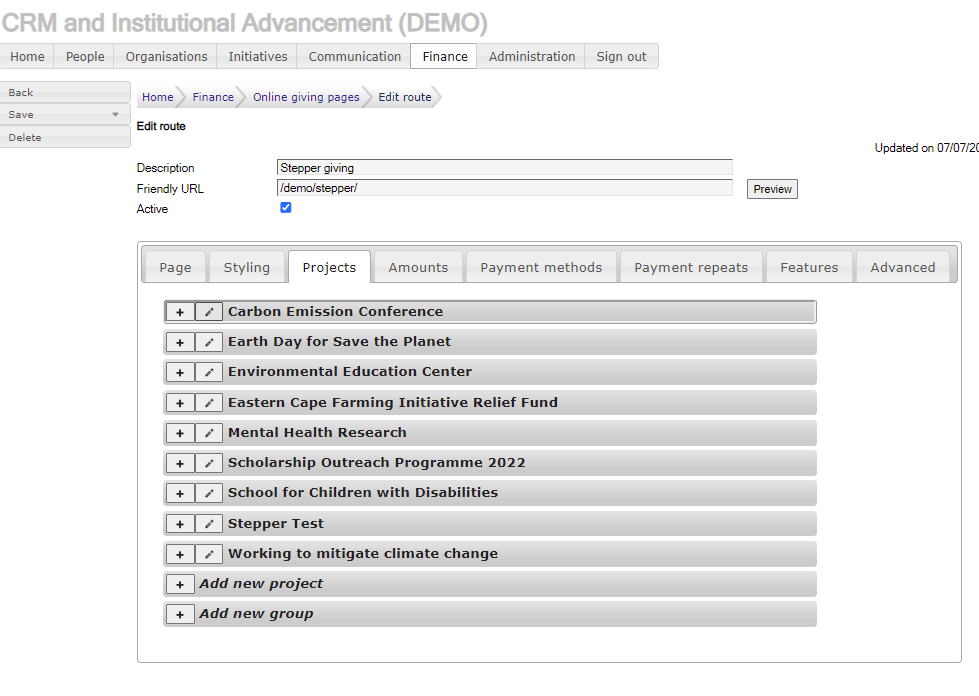 CRM and Institutional Advancement (DEMO)
Home People Organisations Initiatives Communication Finance Administration Sign out
Back
Save
Delete
Home Finance Online giving pages Edit route
Edit route
Updated on 07/07/20
Description Stepper giving
Friendly URL /demo/stepper/ Preview
Active
Page Styling Projects Amounts Payment methods Payment repeats Features Advanced
+ Carbon Emission Conference
+ Earth Day for Save the Planet
+ Environmental Education Center
+ Eastern Cape Farming Initiative Relief Fund
+ Mental Health Research
+ Scholarship Outreach Programme 2022
+ School for Children with Disabilities
+ Stepper Test
+ Working to mitigate climate change
+ Add new project
+ Add new group